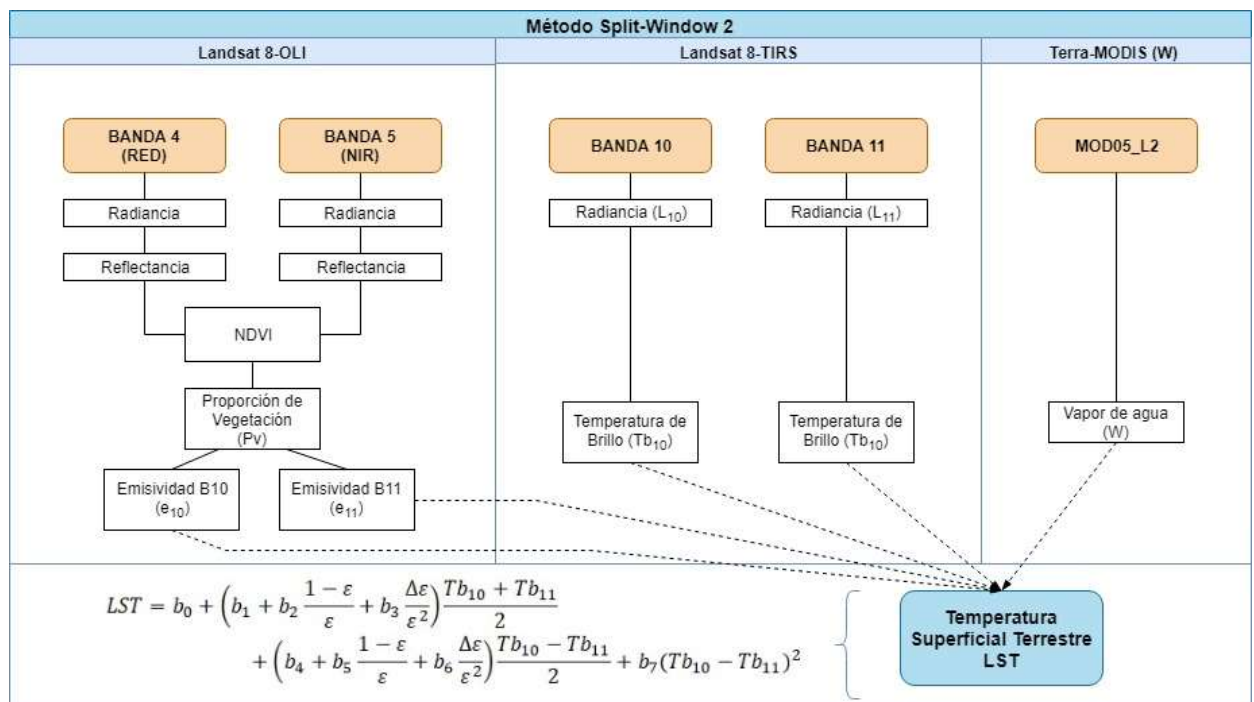 Método Split-Window 2
Landsat 8-OLI
Landsat 8-TIRS
Terra-MODIS (W)
BANDA 4
(RED)
BANDA 5
(NIR)
BANDA 10
BANDA 11
MOD05_L2
Radiancia
Radiancia
Radiancia (L₁₀)
Radiancia (L₁₁)
Reflectancia
Reflectancia
NDVI
Proporción de
Vegetación
(Pv)
Temperatura de
Brillo (Tb₁₀)
Temperatura de
Brillo (Tb₁₀)
Vapor de agua
(W)
Emisividad B10
(e₁₀)
Emisividad B11
(e₁₁)
LST = b₀ + (b₁ + b₂ (1 − ε)/ε + b₃ Δε/ε²) (Tb₁₀ + Tb₁₁)/2
+ (b₄ + b₅ (1 − ε)/ε + b₆ Δε/ε²) (Tb₁₀ − Tb₁₁)/2 + b₇(Tb₁₀ − Tb₁₁)²
Temperatura
Superficial Terrestre
LST